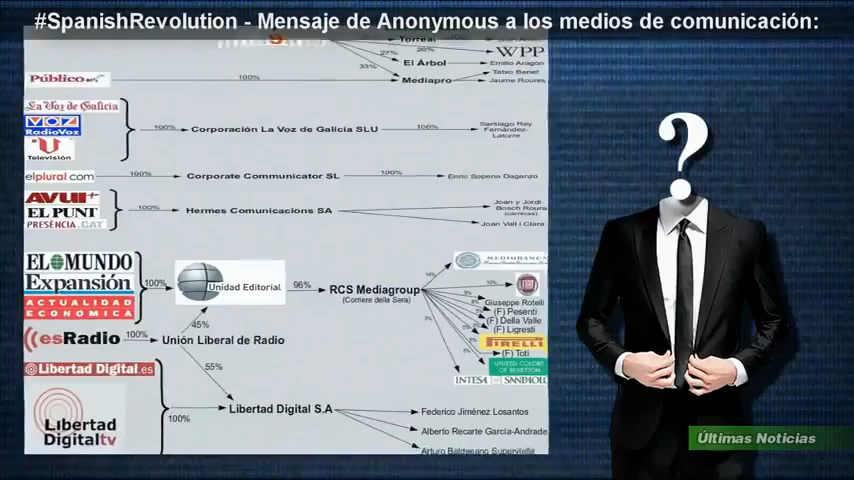 #SpanishRevolution - Mensaje de Anonymous a los medios de comunicación:
Torreal
27%
20%
WPP
El Árbol
Emilio Aragón
33%
Público
100%
Mediapro
Tatxo Benet
Jaume Roures
La Voz de Galicia
VOZ
RadioVoz
V
Televisión
100%
Corporación La Voz de Galicia SLU
100%
Santiago Rey
Fernández-
Latorre
elplural.com
100%
Corporate Communicator SL
100%
Enric Sopena Daganzo
AVUI+
EL PUNT
PRESÈNCIA.CAT
100%
Hermes Comunicacions SA
Joan y Jordi
Bosch Roura
Joan Vall i Clara
EL MUNDO
Expansión
ACTUALIDAD
ECONÓMICA
100%
Unidad Editorial
96%
RCS Mediagroup
(Corriere della Sera)
MEDIOBANCA
14%
10%
FIAT
Giuseppe Rotelli
(F) Pesenti
(F) Della Valle
(F) Ligresti
PIRELLI
(F) Toti
UNITED COLORS
OF BENETTON
INTESA SANPAOLO
esRadio
100%
Unión Liberal de Radio
45%
55%
Libertad Digital.es
Libertad
Digitaltv
100%
Libertad Digital S.A
Federico Jiménez Losantos
Alberto Recarte García-Andrade
Arturo Baldasano Supervielle
?
Últimas Noticias